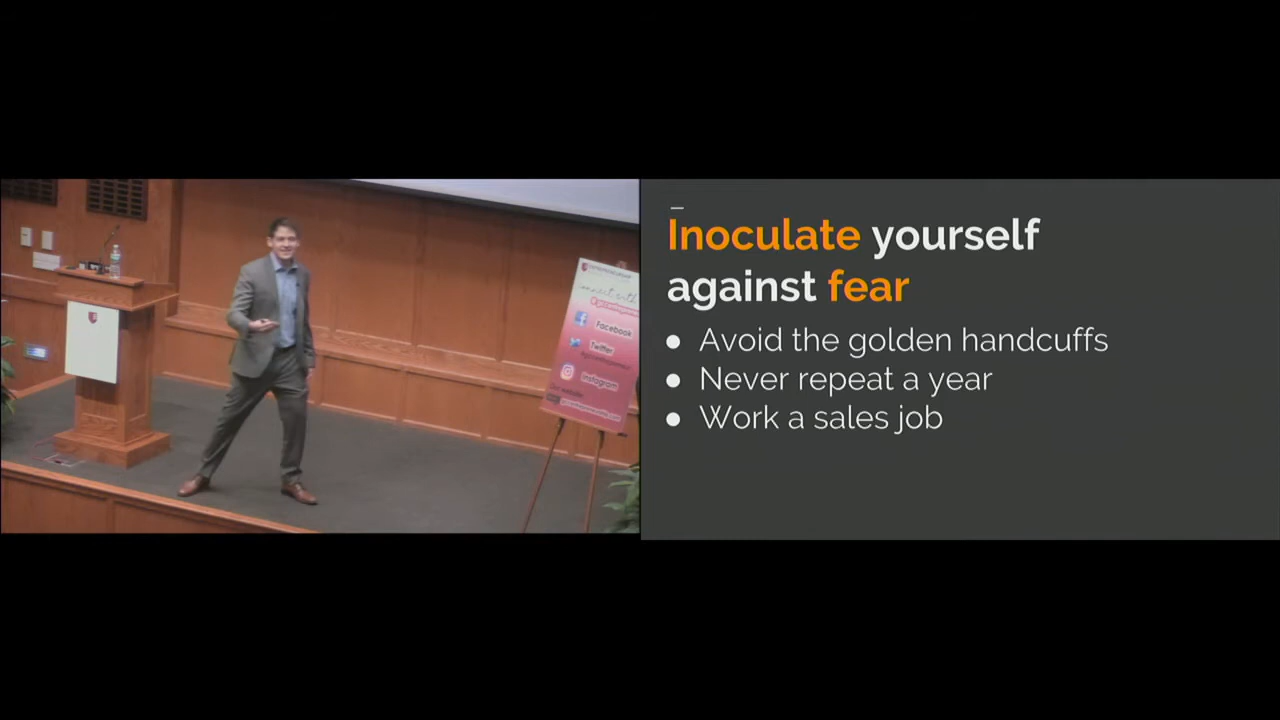 Facebook
Twitter
Instagram
Inoculate yourself
against fear
● Avoid the golden handcuffs
● Never repeat a year
● Work a sales job